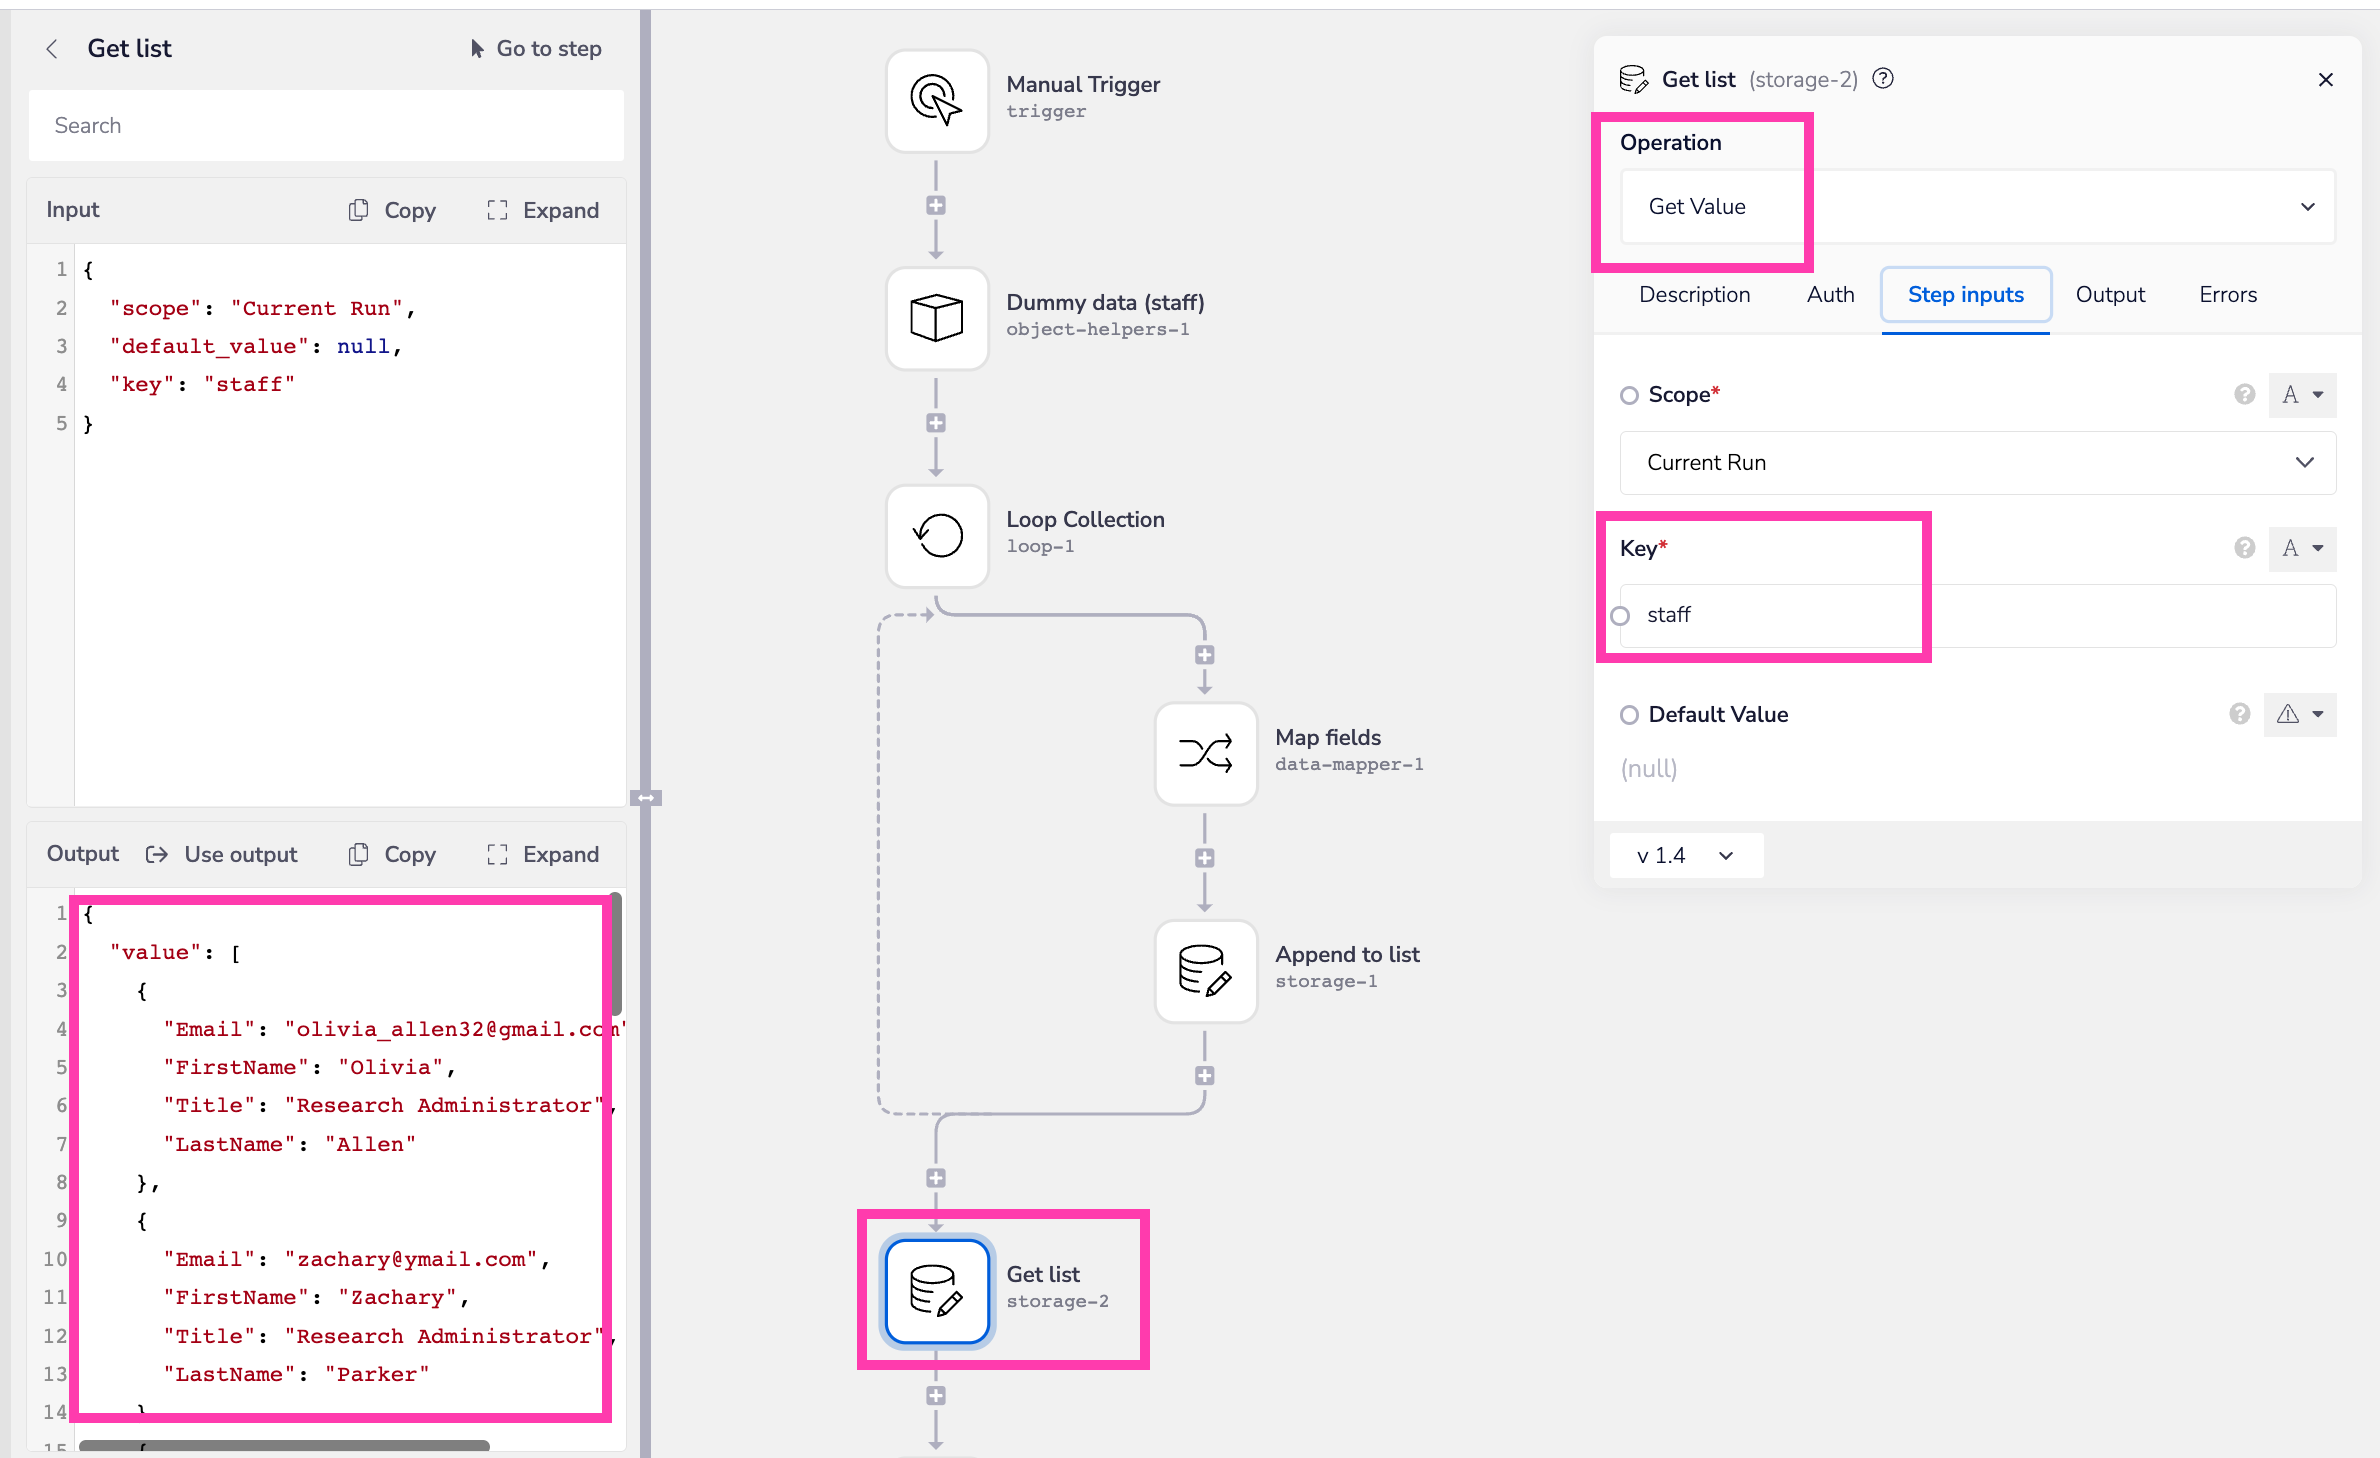 Get list
Go to step
Search
Input
Copy
Expand
1 {
2 "scope": "Current Run",
3 "default_value": null,
4 "key": "staff"
5 }
Output
Use output
Copy
Expand
1 {
2 "value": [
3 {
4 "Email": "olivia_allen32@gmail.com"
5 "FirstName": "Olivia",
6 "Title": "Research Administrator",
7 "LastName": "Allen"
8 },
9 {
10 "Email": "zachary@ymail.com",
11 "FirstName": "Zachary",
12 "Title": "Research Administrator",
13 "LastName": "Parker"
14 }
15 {
Manual Trigger
trigger
Dummy data (staff)
object-helpers-1
Loop Collection
loop-1
Map fields
data-mapper-1
Append to list
storage-1
Get list
storage-2
Get list (storage-2) ?
Operation
Get Value
Description
Auth
Step inputs
Output
Errors
Scope*
? A
Current Run
Key*
? A
staff
Default Value
?
(null)
v 1.4